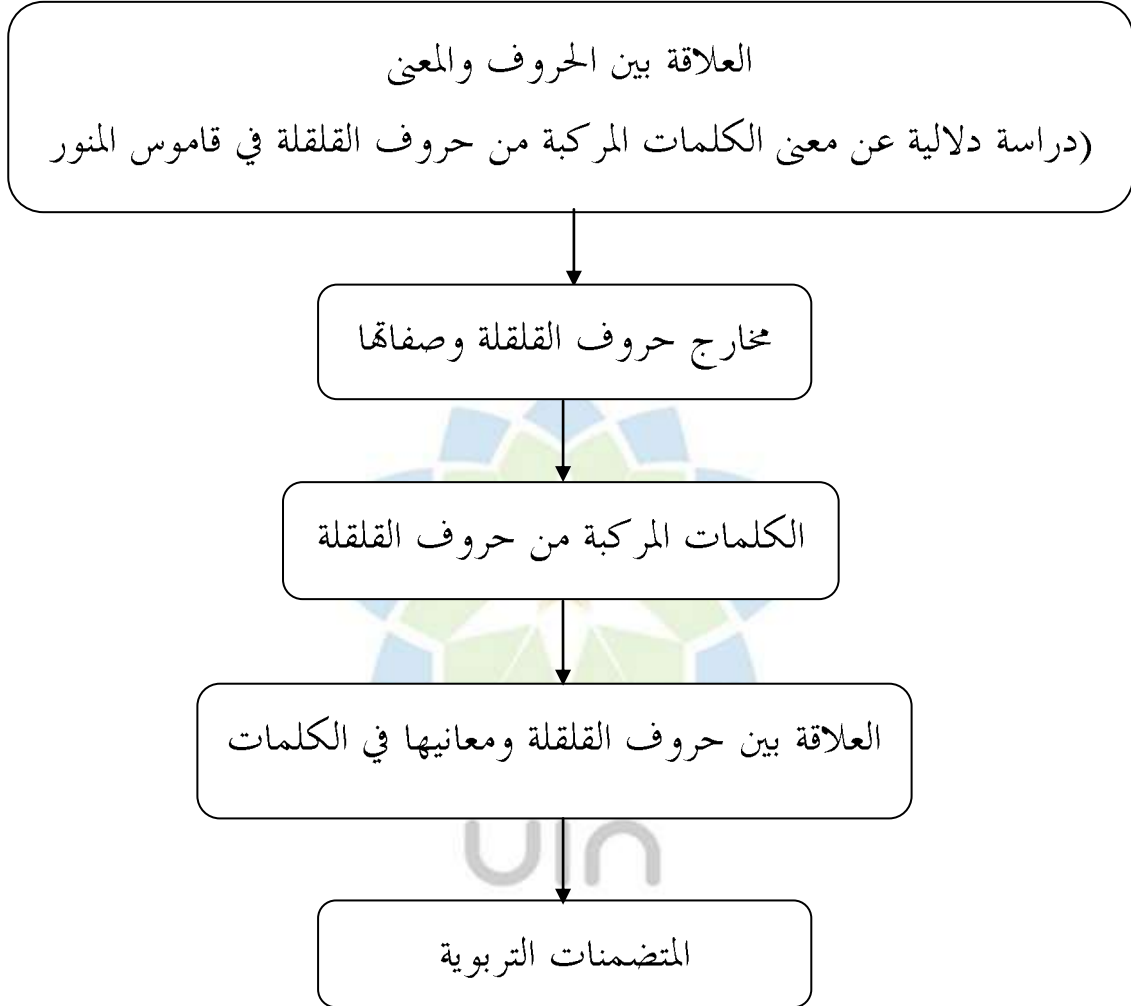 العلاقة بين الحروف والمعنى
(دراسة دلالية عن معنى الكلمات المركبة من حروف القلقلة في قاموس المنور
مخارج حروف القلقلة وصفاتها
الكلمات المركبة من حروف القلقلة
العلاقة بين حروف القلقلة ومعانيها في الكلمات
uin
المتضمنات التربوية